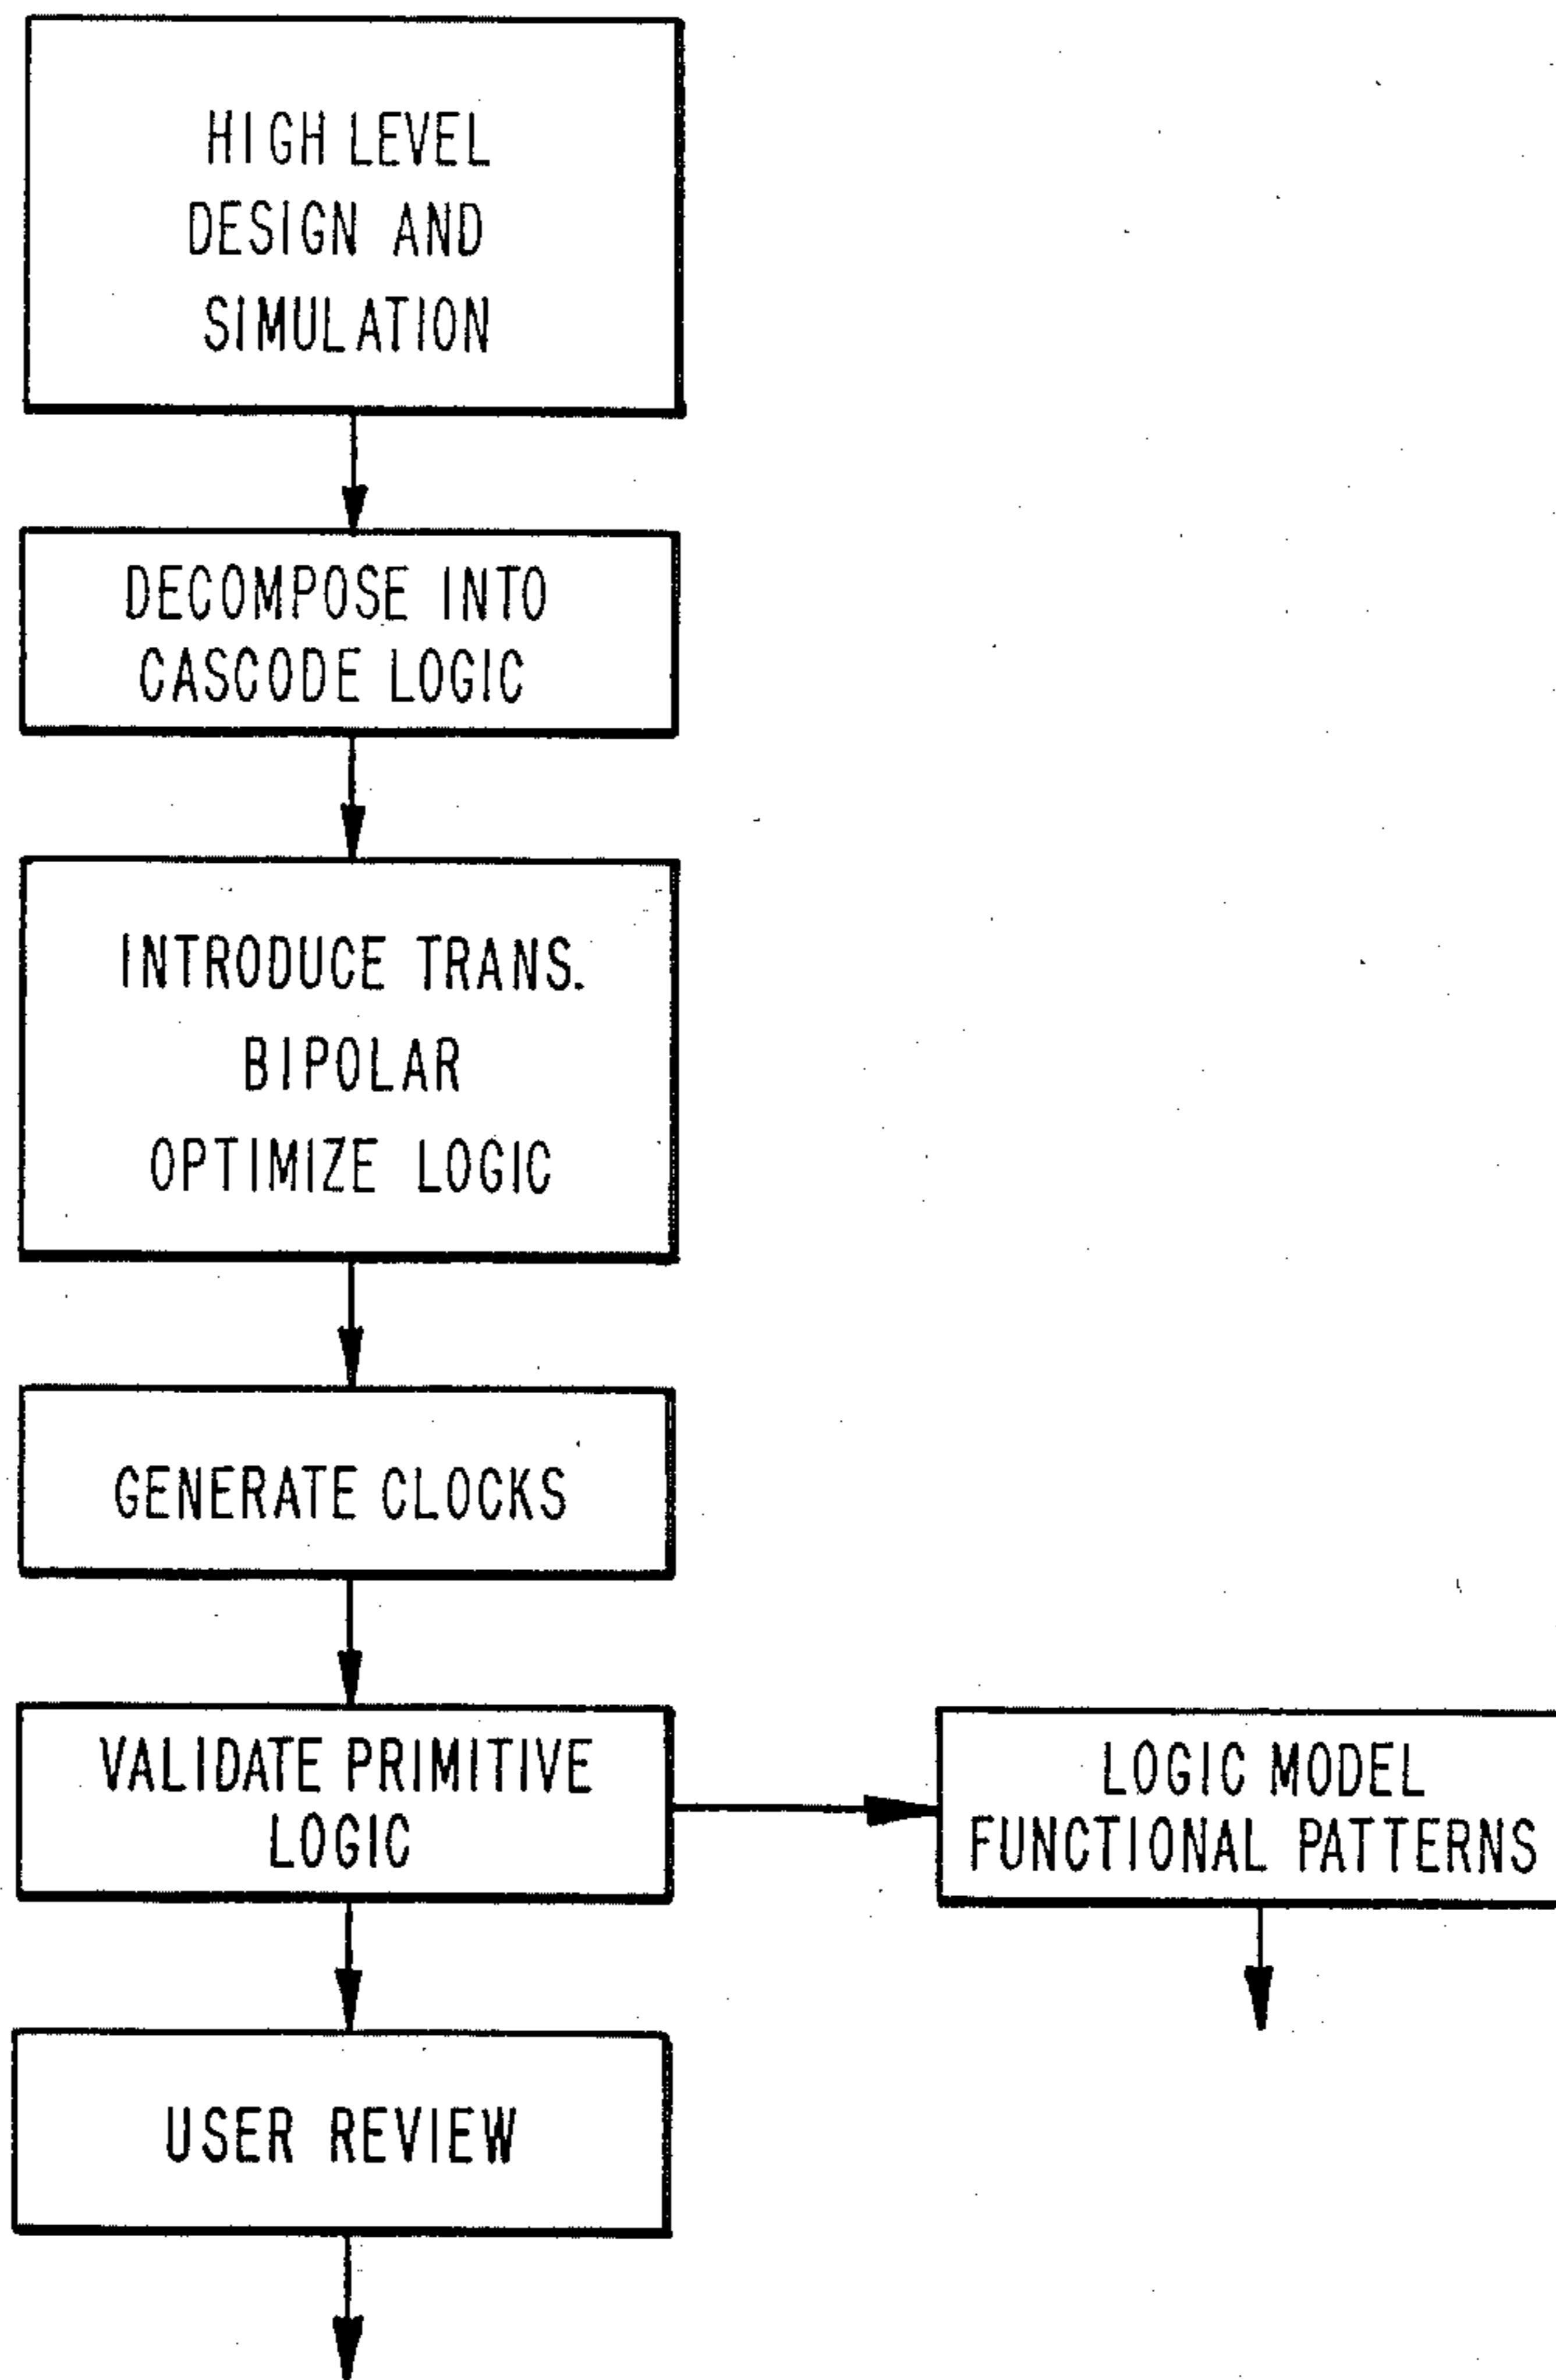 HIGH LEVEL
DESIGN AND
SIMULATION
DECOMPOSE INTO
CASCODE LOGIC
INTRODUCE TRANS.
BIPOLAR
OPTIMIZE LOGIC
GENERATE CLOCKS
VALIDATE PRIMITIVE
LOGIC
LOGIC MODEL
FUNCTIONAL PATTERNS
USER REVIEW